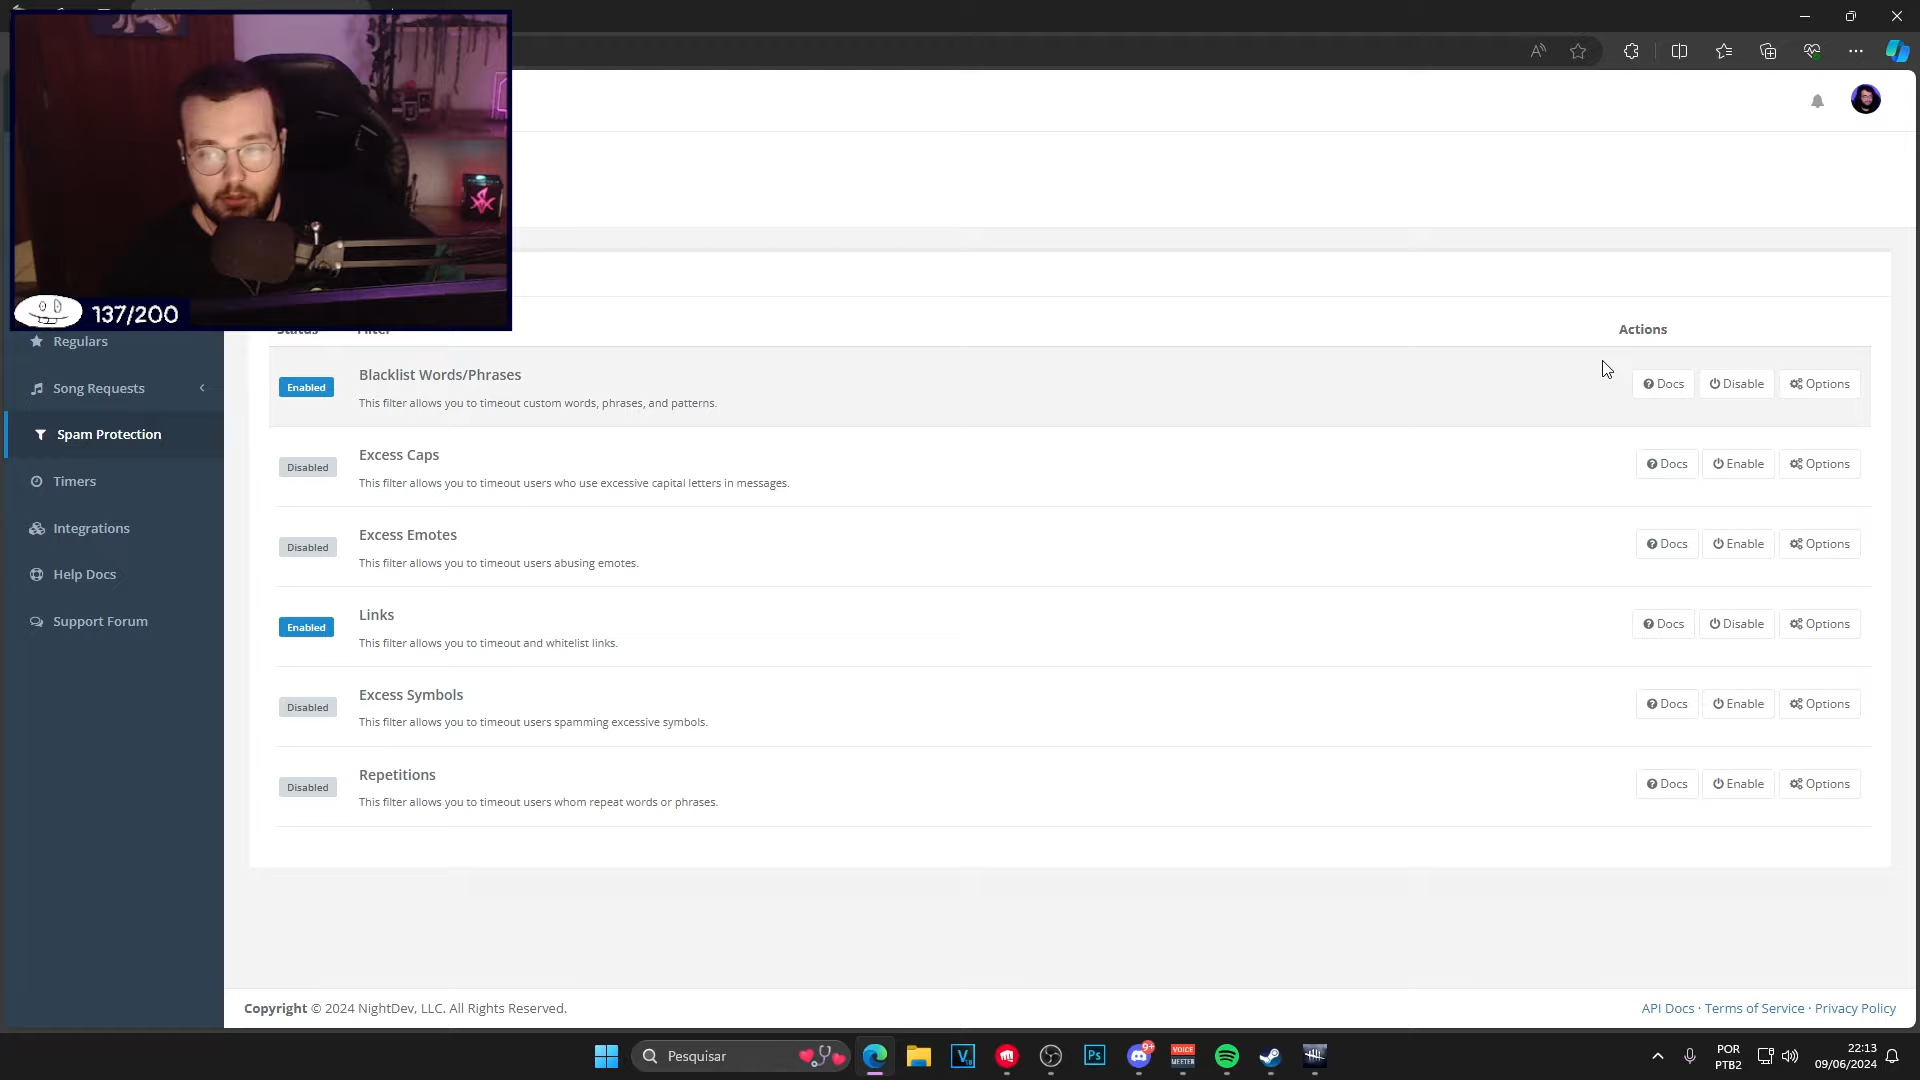 137/200
Status Filter Actions
Regulars
Song Requests
Spam Protection
Timers
Integrations
Help Docs
Support Forum
Enabled Blacklist Words/Phrases Docs Disable Options
This filter allows you to timeout custom words, phrases, and patterns.
Disabled Excess Caps Docs Enable Options
This filter allows you to timeout users who use excessive capital letters in messages.
Disabled Excess Emotes Docs Enable Options
This filter allows you to timeout users abusing emotes.
Enabled Links Docs Disable Options
This filter allows you to timeout and whitelist links.
Disabled Excess Symbols Docs Enable Options
This filter allows you to timeout users spamming excessive symbols.
Disabled Repetitions Docs Enable Options
This filter allows you to timeout users whom repeat words or phrases.
Copyright © 2024 NightDev, LLC. All Rights Reserved. API Docs · Terms of Service · Privacy Policy
Pesquisar
Ps
9+
VOICE
MEETER
POR
PTB2
22:13
09/06/2024